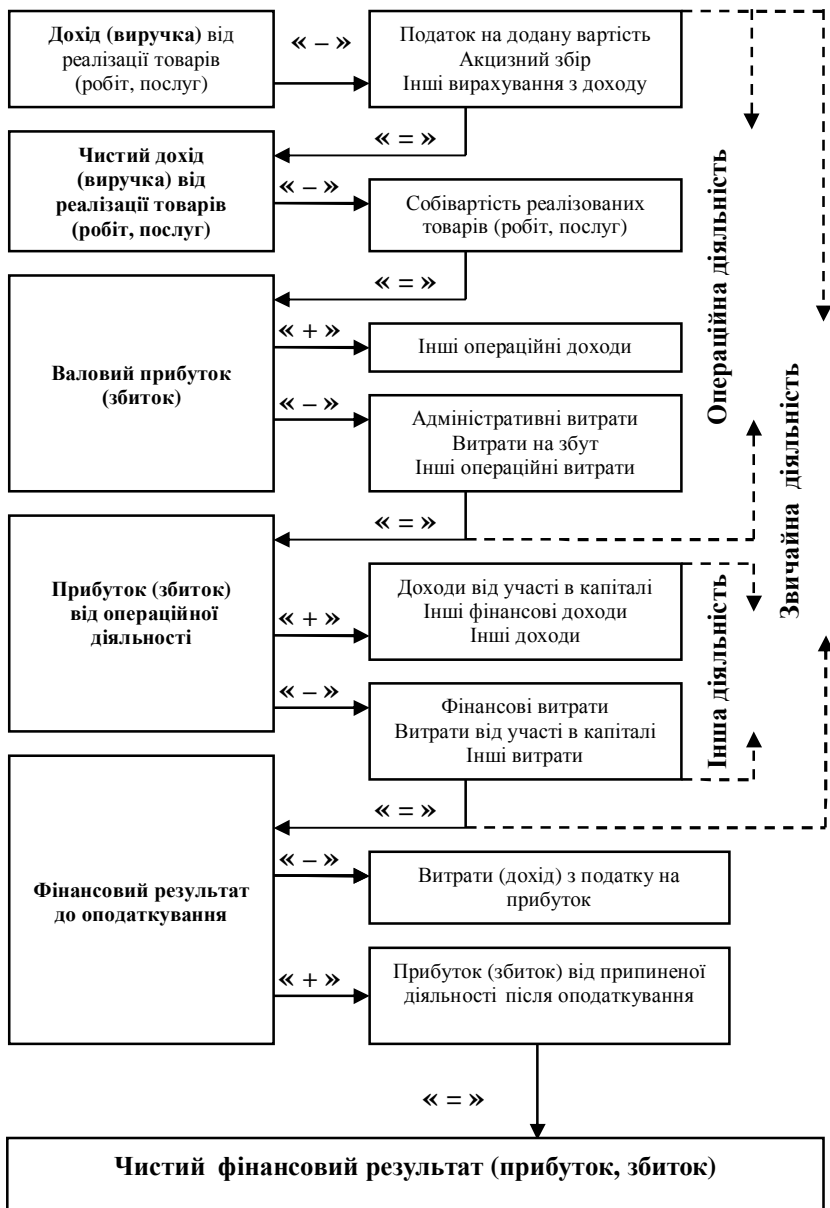 Дохід (виручка) від
реалізації товарів
(робіт, послуг)
« – »
Податок на додану вартість
Акцизний збір
Інші вирахування з доходу
« = »
Чистий дохід
(виручка) від
реалізації товарів
(робіт, послуг)
« – »
Собівартість реалізованих
товарів (робіт, послуг)
« = »
Валовий прибуток
(збиток)
« + »
Інші операційні доходи
« – »
Адміністративні витрати
Витрати на збут
Інші операційні витрати
« = »
Операційна діяльність
Прибуток (збиток)
від операційної
діяльності
« + »
Доходи від участі в капіталі
Інші фінансові доходи
Інші доходи
« – »
Фінансові витрати
Витрати від участі в капіталі
Інші витрати
« = »
Інша діяльність
Звичайна діяльність
Фінансовий результат
до оподаткування
« – »
Витрати (дохід) з податку на
прибуток
« + »
Прибуток (збиток) від припиненої
діяльності після оподаткування
« = »
Чистий фінансовий результат (прибуток, збиток)